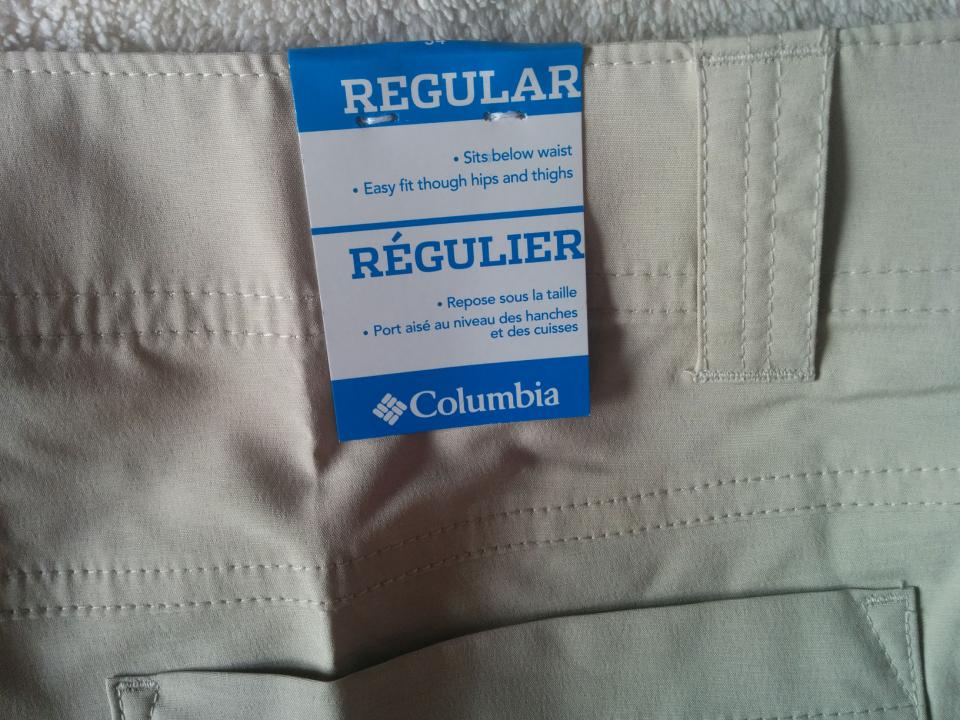 REGULAR
• Sits below waist
• Easy fit though hips and thighs
RÉGULIER
• Repose sous la taille
• Port aisé au niveau des hanches
et des cuisses
Columbia